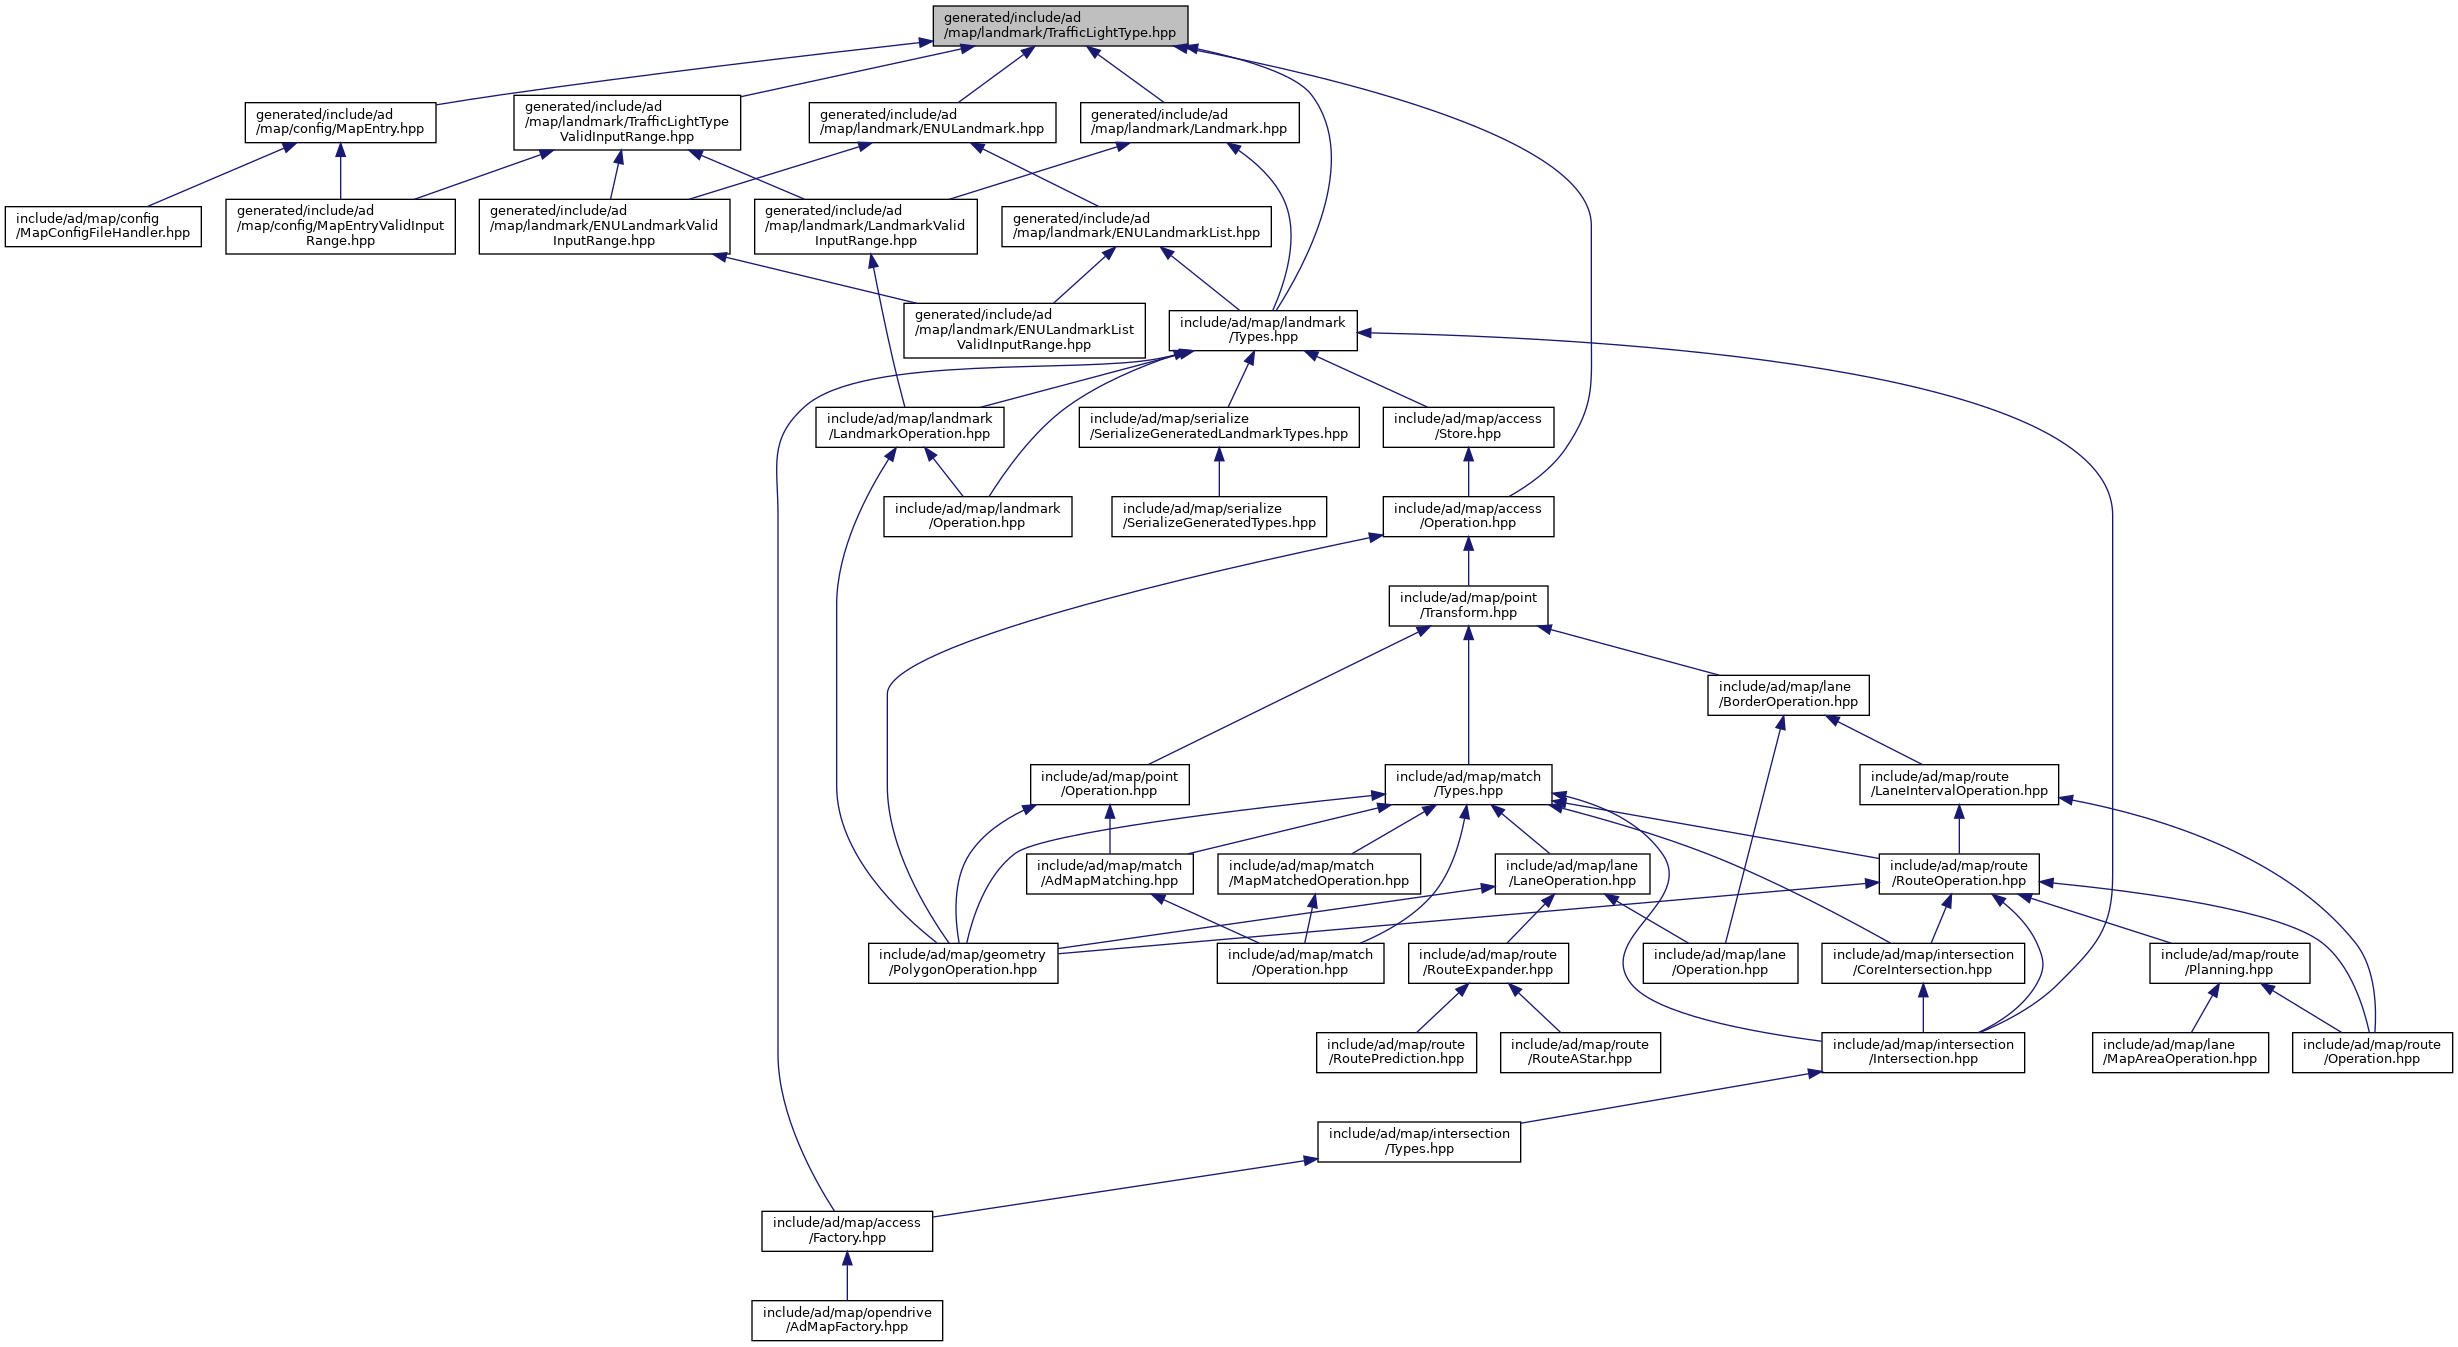 generated/include/ad
/map/landmark/TrafficLightType.hpp
generated/include/ad
/map/config/MapEntry.hpp
generated/include/ad
/map/landmark/TrafficLightType
ValidInputRange.hpp
generated/include/ad
/map/landmark/ENULandmark.hpp
generated/include/ad
/map/landmark/Landmark.hpp
include/ad/map/config
/MapConfigFileHandler.hpp
generated/include/ad
/map/config/MapEntryValidInput
Range.hpp
generated/include/ad
/map/landmark/ENULandmarkValid
InputRange.hpp
generated/include/ad
/map/landmark/LandmarkValid
InputRange.hpp
generated/include/ad
/map/landmark/ENULandmarkList.hpp
generated/include/ad
/map/landmark/ENULandmarkList
ValidInputRange.hpp
include/ad/map/landmark
/Types.hpp
include/ad/map/landmark
/LandmarkOperation.hpp
include/ad/map/serialize
/SerializeGeneratedLandmarkTypes.hpp
include/ad/map/access
/Store.hpp
include/ad/map/landmark
/Operation.hpp
include/ad/map/serialize
/SerializeGeneratedTypes.hpp
include/ad/map/access
/Operation.hpp
include/ad/map/point
/Transform.hpp
include/ad/map/lane
/BorderOperation.hpp
include/ad/map/point
/Operation.hpp
include/ad/map/match
/Types.hpp
include/ad/map/route
/LaneIntervalOperation.hpp
include/ad/map/match
/AdMapMatching.hpp
include/ad/map/match
/MapMatchedOperation.hpp
include/ad/map/lane
/LaneOperation.hpp
include/ad/map/route
/RouteOperation.hpp
include/ad/map/geometry
/PolygonOperation.hpp
include/ad/map/match
/Operation.hpp
include/ad/map/route
/RouteExpander.hpp
include/ad/map/lane
/Operation.hpp
include/ad/map/intersection
/CoreIntersection.hpp
include/ad/map/route
/Planning.hpp
include/ad/map/route
/RoutePrediction.hpp
include/ad/map/route
/RouteAStar.hpp
include/ad/map/intersection
/Intersection.hpp
include/ad/map/lane
/MapAreaOperation.hpp
include/ad/map/route
/Operation.hpp
include/ad/map/intersection
/Types.hpp
include/ad/map/access
/Factory.hpp
include/ad/map/opendrive
/AdMapFactory.hpp